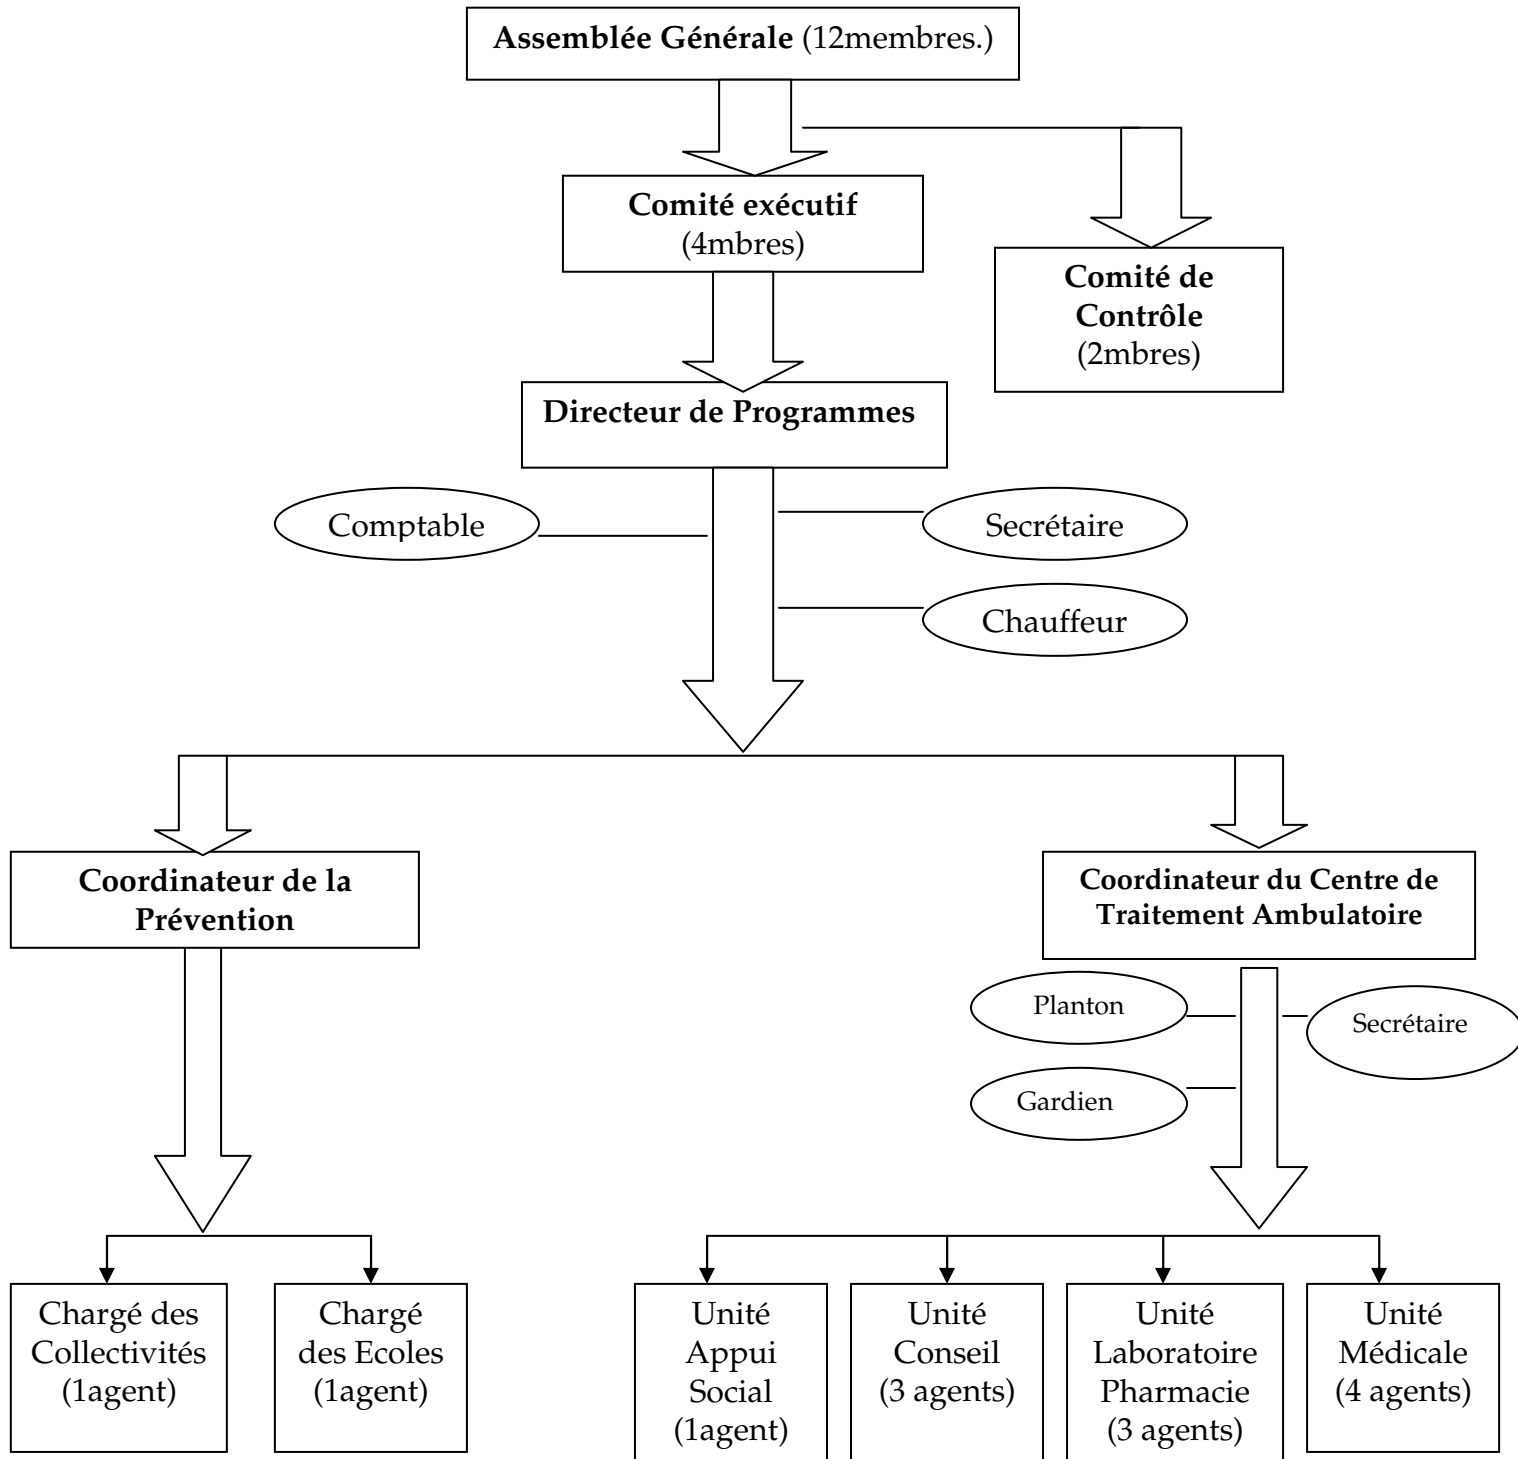 Assemblée Générale (12membres.)
Comité exécutif
(4mbres)
Comité de
Contrôle
(2mbres)
Directeur de Programmes
Comptable
Secrétaire
Chauffeur
Coordinateur de la
Prévention
Coordinateur du Centre de
Traitement Ambulatoire
Planton
Secrétaire
Gardien
Chargé des
Collectivités
(1agent)
Chargé
des Ecoles
(1agent)
Unité
Appui
Social
(1agent)
Unité
Conseil
(3 agents)
Unité
Laboratoire
Pharmacie
(3 agents)
Unité
Médicale
(4 agents)